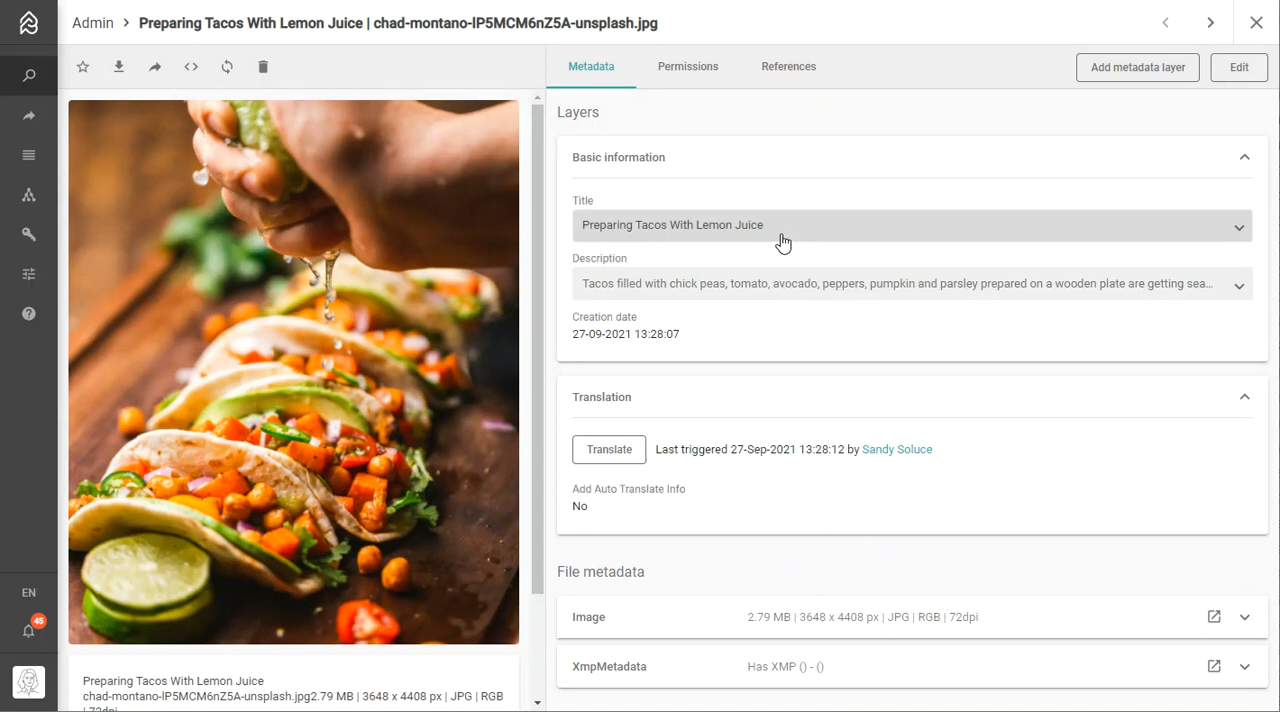 Admin > Preparing Tacos With Lemon Juice | chad-montano-lP5MCM6nZ5A-unsplash.jpg
Metadata
Permissions
References
Add metadata layer
Edit
Layers
Basic information
Title
Preparing Tacos With Lemon Juice
Description
Tacos filled with chick peas, tomato, avocado, peppers, pumpkin and parsley prepared on a wooden plate are getting sea...
Creation date
27-09-2021 13:28:07
Translation
Translate Last triggered 27-Sep-2021 13:28:12 by Sandy Soluce
Add Auto Translate Info
No
File metadata
Image 2.79 MB | 3648 x 4408 px | JPG | RGB | 72dpi
XmpMetadata Has XMP () - ()
EN
45
Preparing Tacos With Lemon Juice
chad-montano-lP5MCM6nZ5A-unsplash.jpg2.79 MB | 3648 x 4408 px | JPG | RGB
| 72dpi